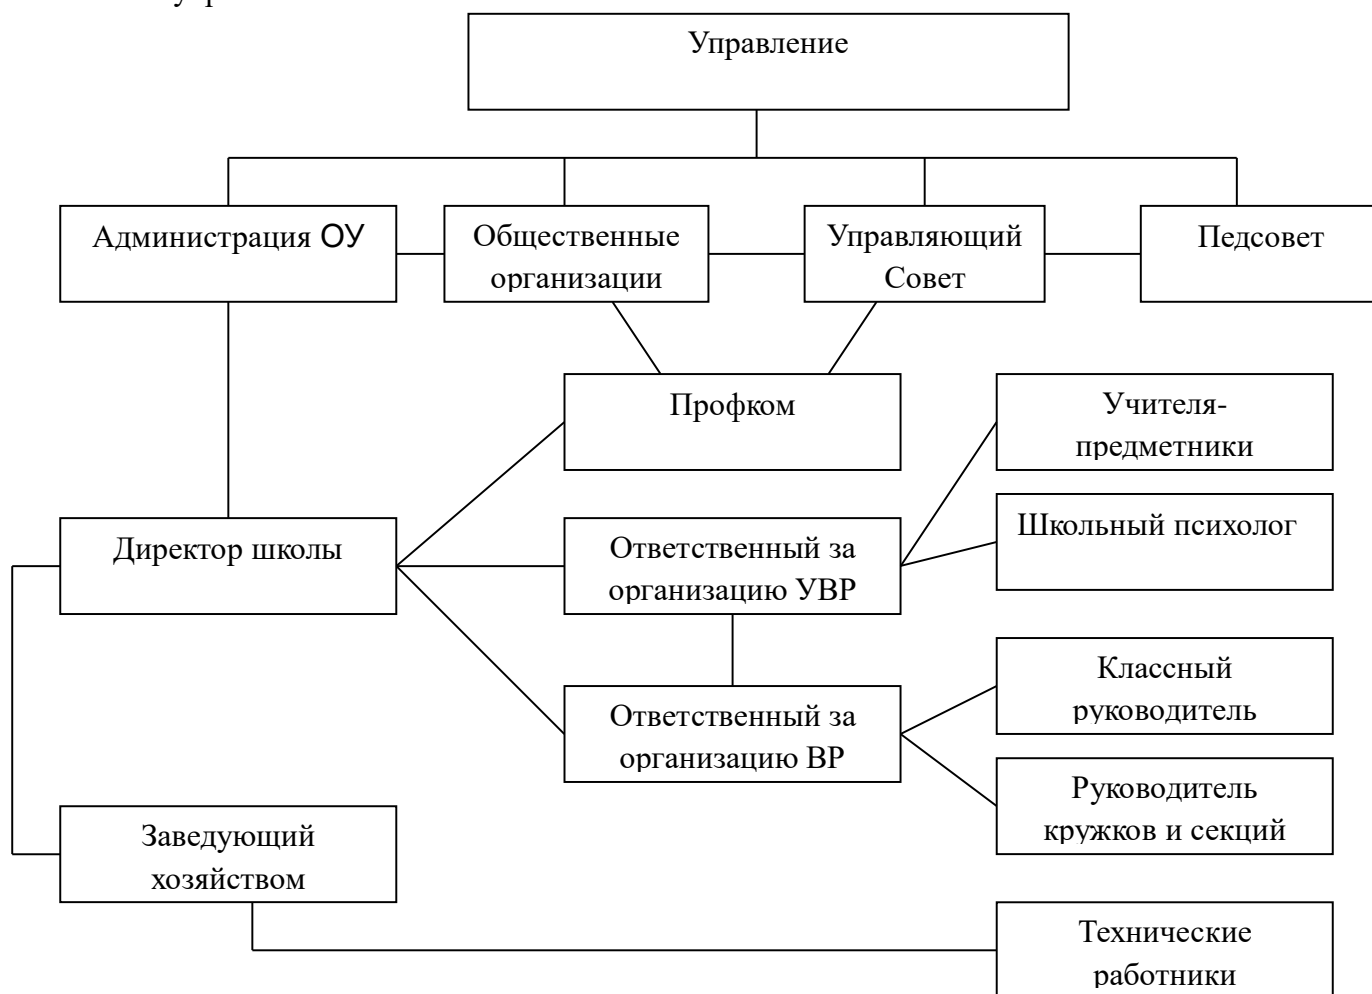 Управление
Администрация ОУ
Общественные
организации
Управляющий
Совет
Педсовет
Профком
Учителя-
предметники
Школьный психолог
Директор школы
Ответственный за
организацию УВР
Классный
руководитель
Ответственный за
организацию ВР
Руководитель
кружков и секций
Заведующий
хозяйством
Технические
работники